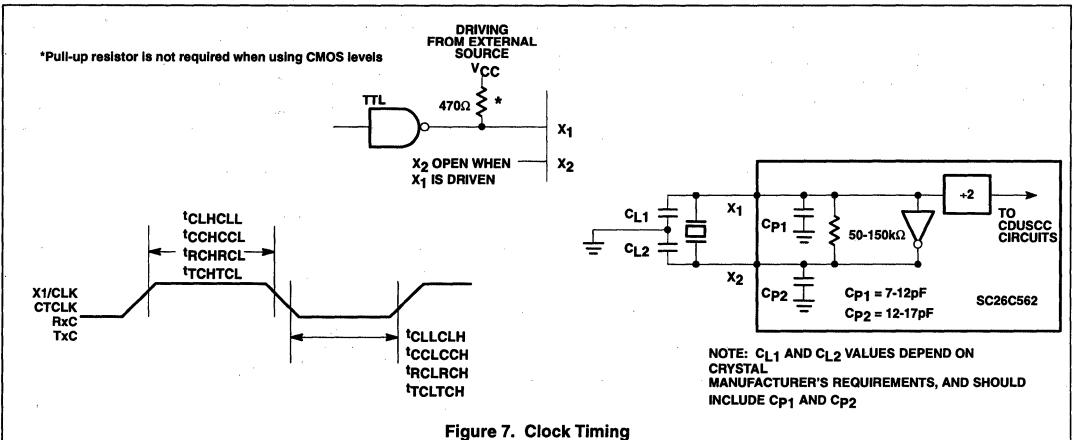 *Pull-up resistor is not required when using CMOS levels
DRIVING
FROM EXTERNAL
SOURCE
VCC
TTL
470Ω
*
X1
X2 OPEN WHEN
X1 IS DRIVEN
X2
tCLHCLL
tCCHCCL
tRCHRCL
tTCHTCL
X1/CLK
CTCLK
RxC
TxC
tCLLCLH
tCCLCCH
tRCLRCH
tTCLTCH
CL1
CL2
X1
X2
CP1
CP2
50-150kΩ
÷2
TO
CDUSCC
CIRCUITS
CP1 = 7-12pF
CP2 = 12-17pF
SC26C562
NOTE: CL1 AND CL2 VALUES DEPEND ON
CRYSTAL
MANUFACTURER'S REQUIREMENTS, AND SHOULD
INCLUDE CP1 AND CP2
Figure 7. Clock Timing